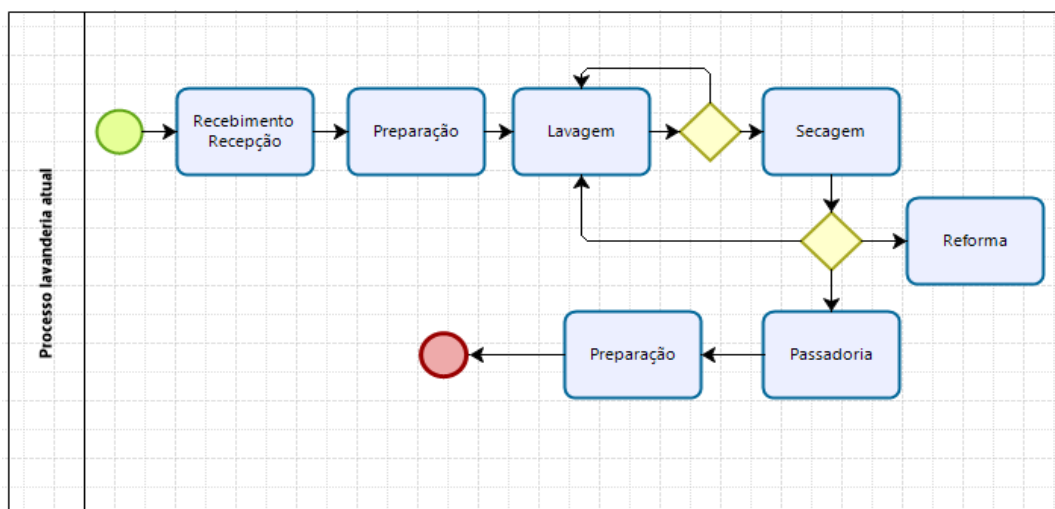 Processo lavanderia atual
Recebimento
Recepção
Preparação
Lavagem
Secagem
Reforma
Preparação
Passadoria